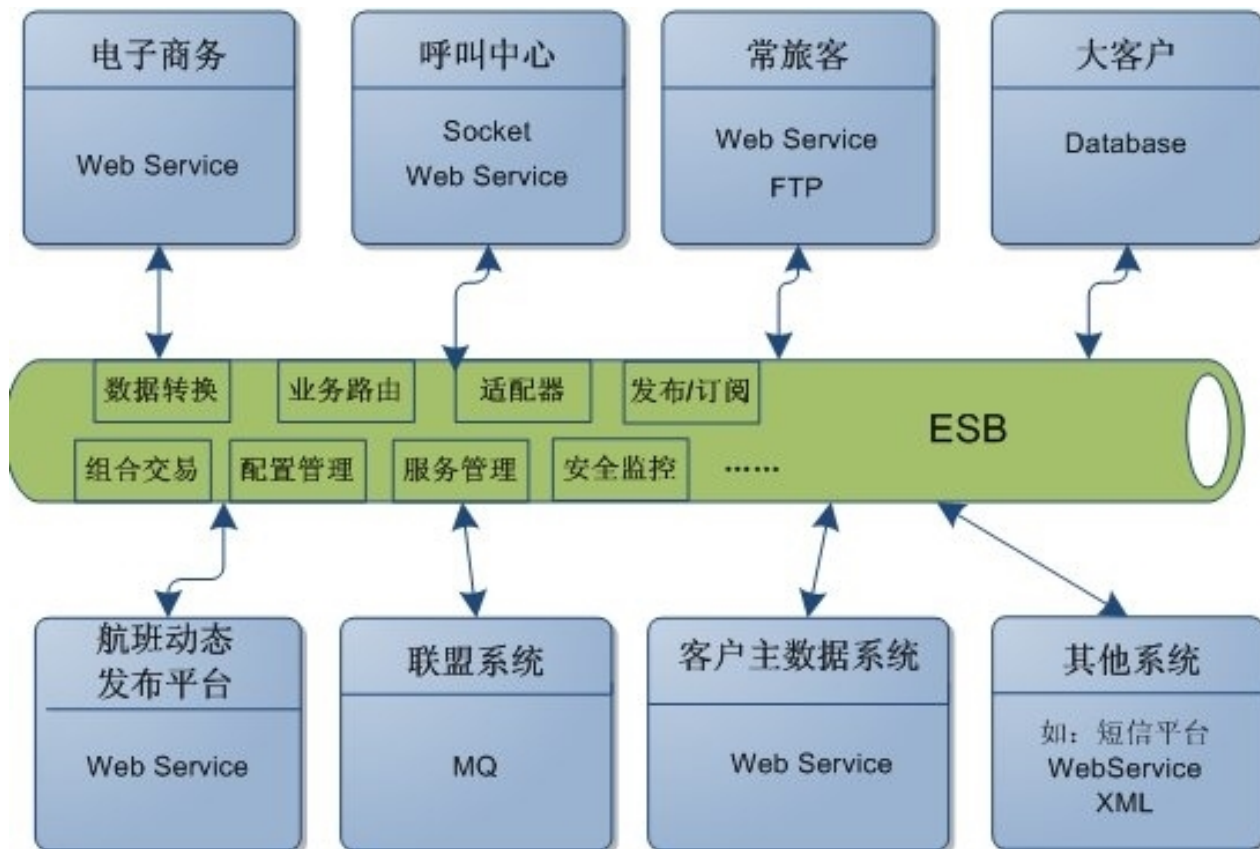 电子商务
Web Service
呼叫中心
Socket
Web Service
常旅客
Web Service
FTP
大客户
Database
数据转换
业务路由
适配器
发布/订阅
ESB
组合交易
配置管理
服务管理
安全监控
......
航班动态
发布平台
Web Service
联盟系统
MQ
客户主数据系统
Web Service
其他系统
如：短信平台
WebService
XML